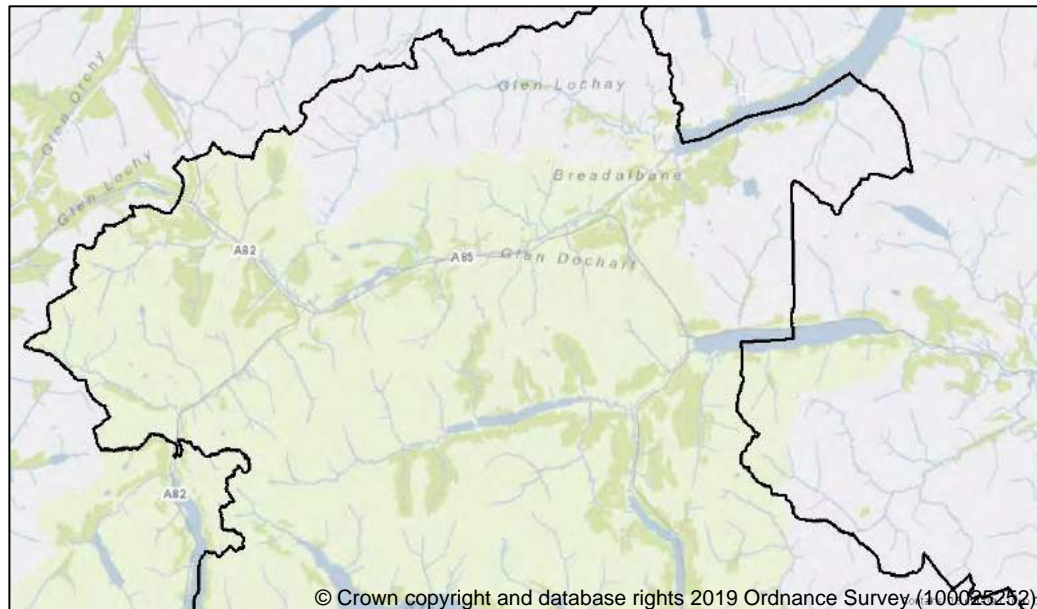 Glen Orchy
Glen Lochay
Glen Lochy
Breadalbane
A82
A85
Glen Dochart
A82
© Crown copyright and database rights 2019 Ordnance Survey (100025252)